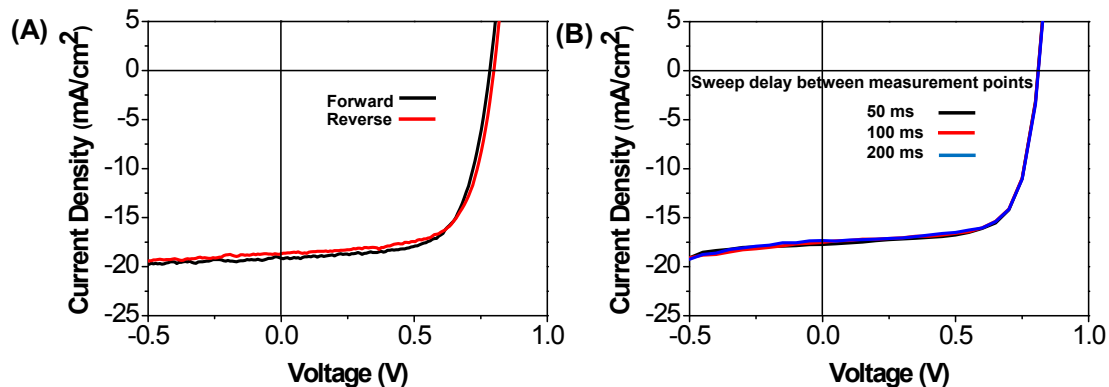 (A)
Current Density (mA/cm²)
5
0
-5
-10
-15
-20
-25
Forward
Reverse
-0.5
0.0
0.5
1.0
Voltage (V)
(B)
Current Density (mA/cm²)
5
0
-5
-10
-15
-20
-25
Sweep delay between measurement points
50 ms
100 ms
200 ms
-0.5
0.0
0.5
1.0
Voltage (V)